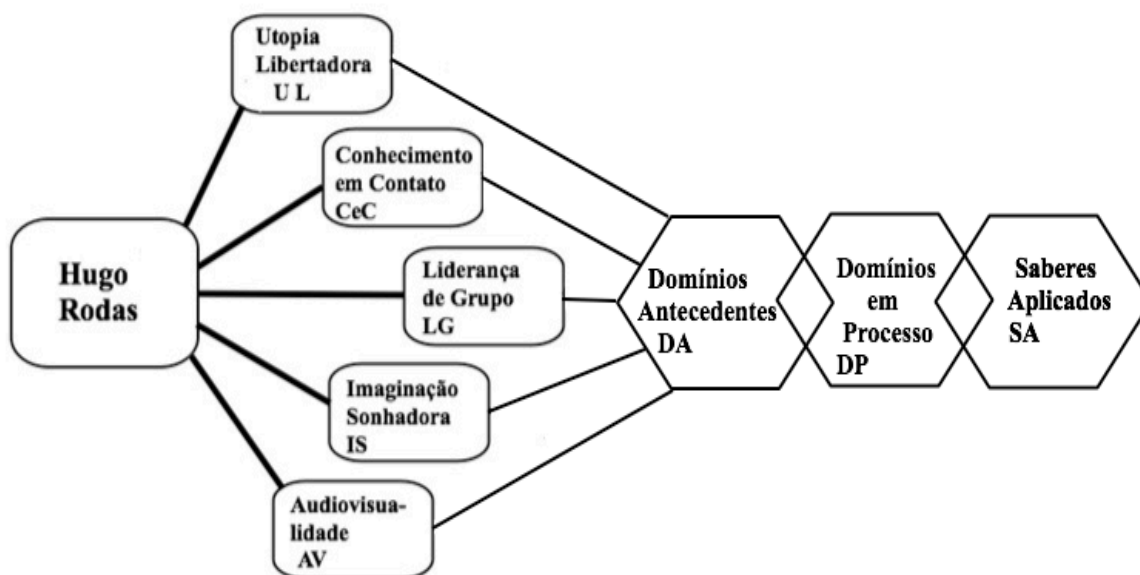 Utopia
Libertadora
U L
Conhecimento
em Contato
CeC
Hugo
Rodas
Liderança
de Grupo
LG
Imaginação
Sonhadora
IS
Audiovisua-
lidade
AV
Domínios
Antecedentes
DA
Domínios
em
Processo
DP
Saberes
Aplicados
SA